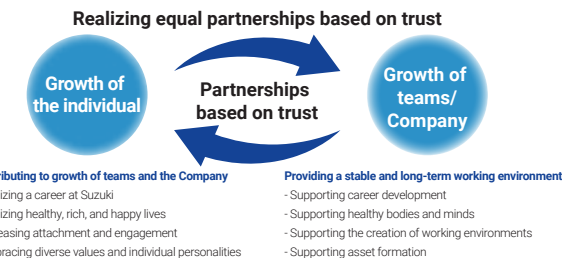 Realizing equal partnerships based on trust
Growth of
the individual
Partnerships
based on trust
Growth of
teams/
Company
to growth of teams and the Company
a career at Suzuki
healthy, rich, and happy lives
attachment and engagement
diverse values and individual personalities
Providing a stable and long-term working environment
- Supporting career development
- Supporting healthy bodies and minds
- Supporting the creation of working environments
- Supporting asset formation